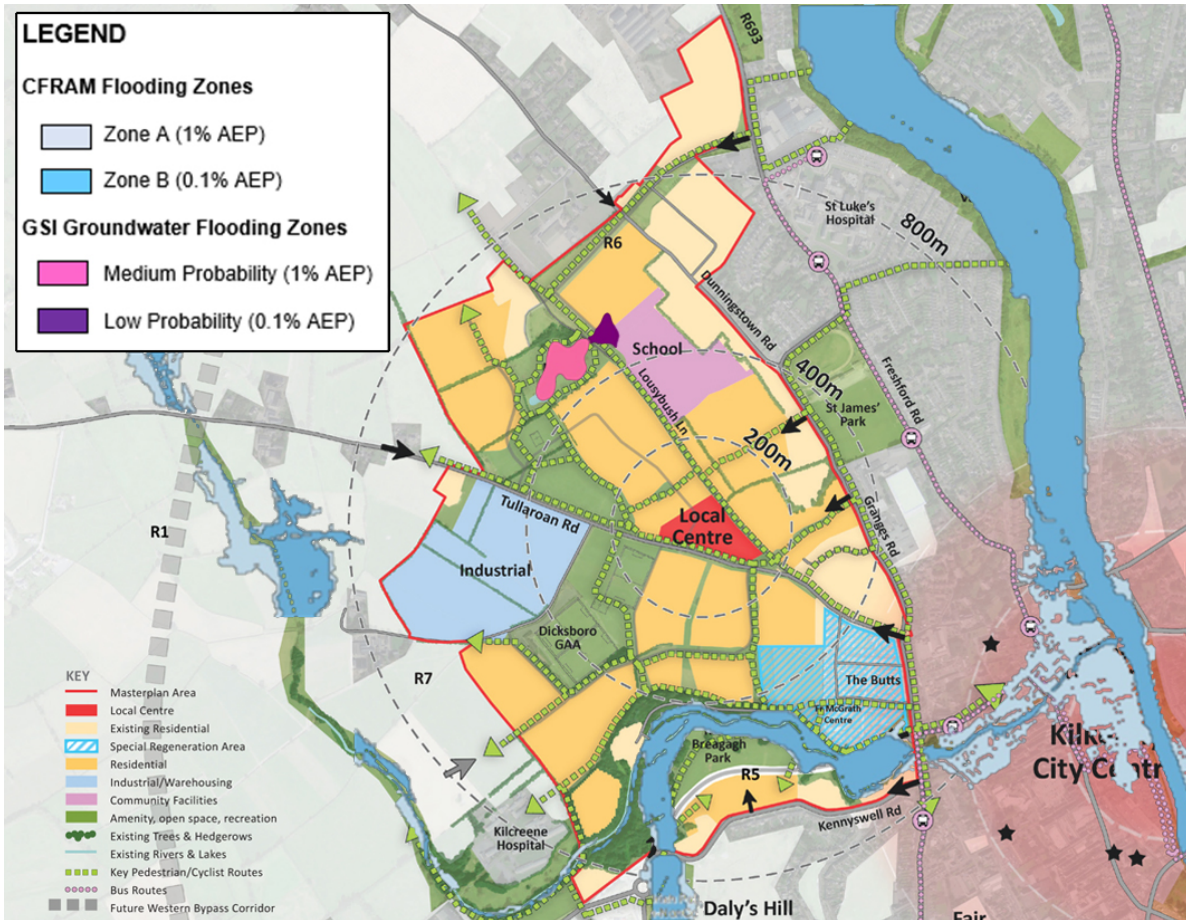 LEGEND
CFRAM Flooding Zones
Zone A (1% AEP)
Zone B (0.1% AEP)
GSI Groundwater Flooding Zones
Medium Probability (1% AEP)
Low Probability (0.1% AEP)
R693
St Luke's
Hospital
800m
R6
Dunningstown Rd
School
400m
St James'
Park
Freshford Rd
Lousybush Ln
200m
Granges Rd
Tullaroan Rd
Local
Centre
R1
Industrial
Dicksboro
GAA
The Butts
R7
Fr McGrath
Centre
Breagagh
Park
R5
City Centr
Kennyswell Rd
Kilcreene
Hospital
Daly's Hill
Fair
KEY
Masterplan Area
Local Centre
Existing Residential
Special Regeneration Area
Residential
Industrial/Warehousing
Community Facilities
Amenity, open space, recreation
Existing Trees & Hedgerows
Existing Rivers & Lakes
Key Pedestrian/Cyclist Routes
Bus Routes
Future Western Bypass Corridor